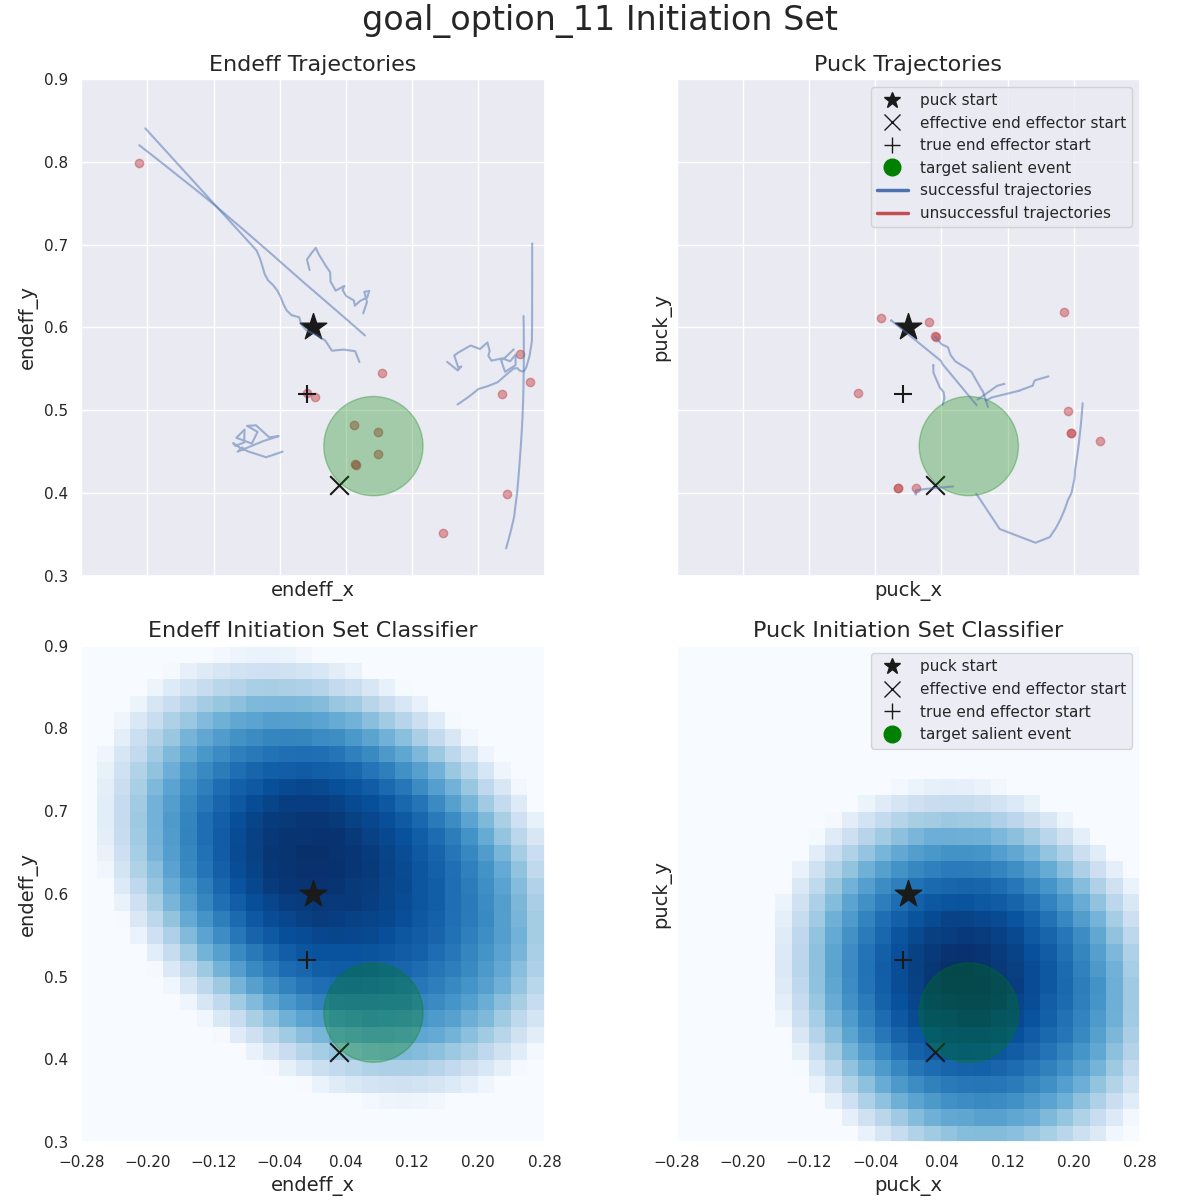 goal_option_11 Initiation Set
Endeff Trajectories
0.9
0.8
0.7
0.6
0.5
0.4
0.3
endeff_y
endeff_x
Puck Trajectories
puck start
effective end effector start
true end effector start
target salient event
successful trajectories
unsuccessful trajectories
puck_y
puck_x
Endeff Initiation Set Classifier
0.9
0.8
0.7
0.6
0.5
0.4
0.3
endeff_y
−0.28 −0.20 −0.12 −0.04 0.04 0.12 0.20 0.28
endeff_x
Puck Initiation Set Classifier
puck start
effective end effector start
true end effector start
target salient event
puck_y
−0.28 −0.20 −0.12 −0.04 0.04 0.12 0.20 0.28
puck_x